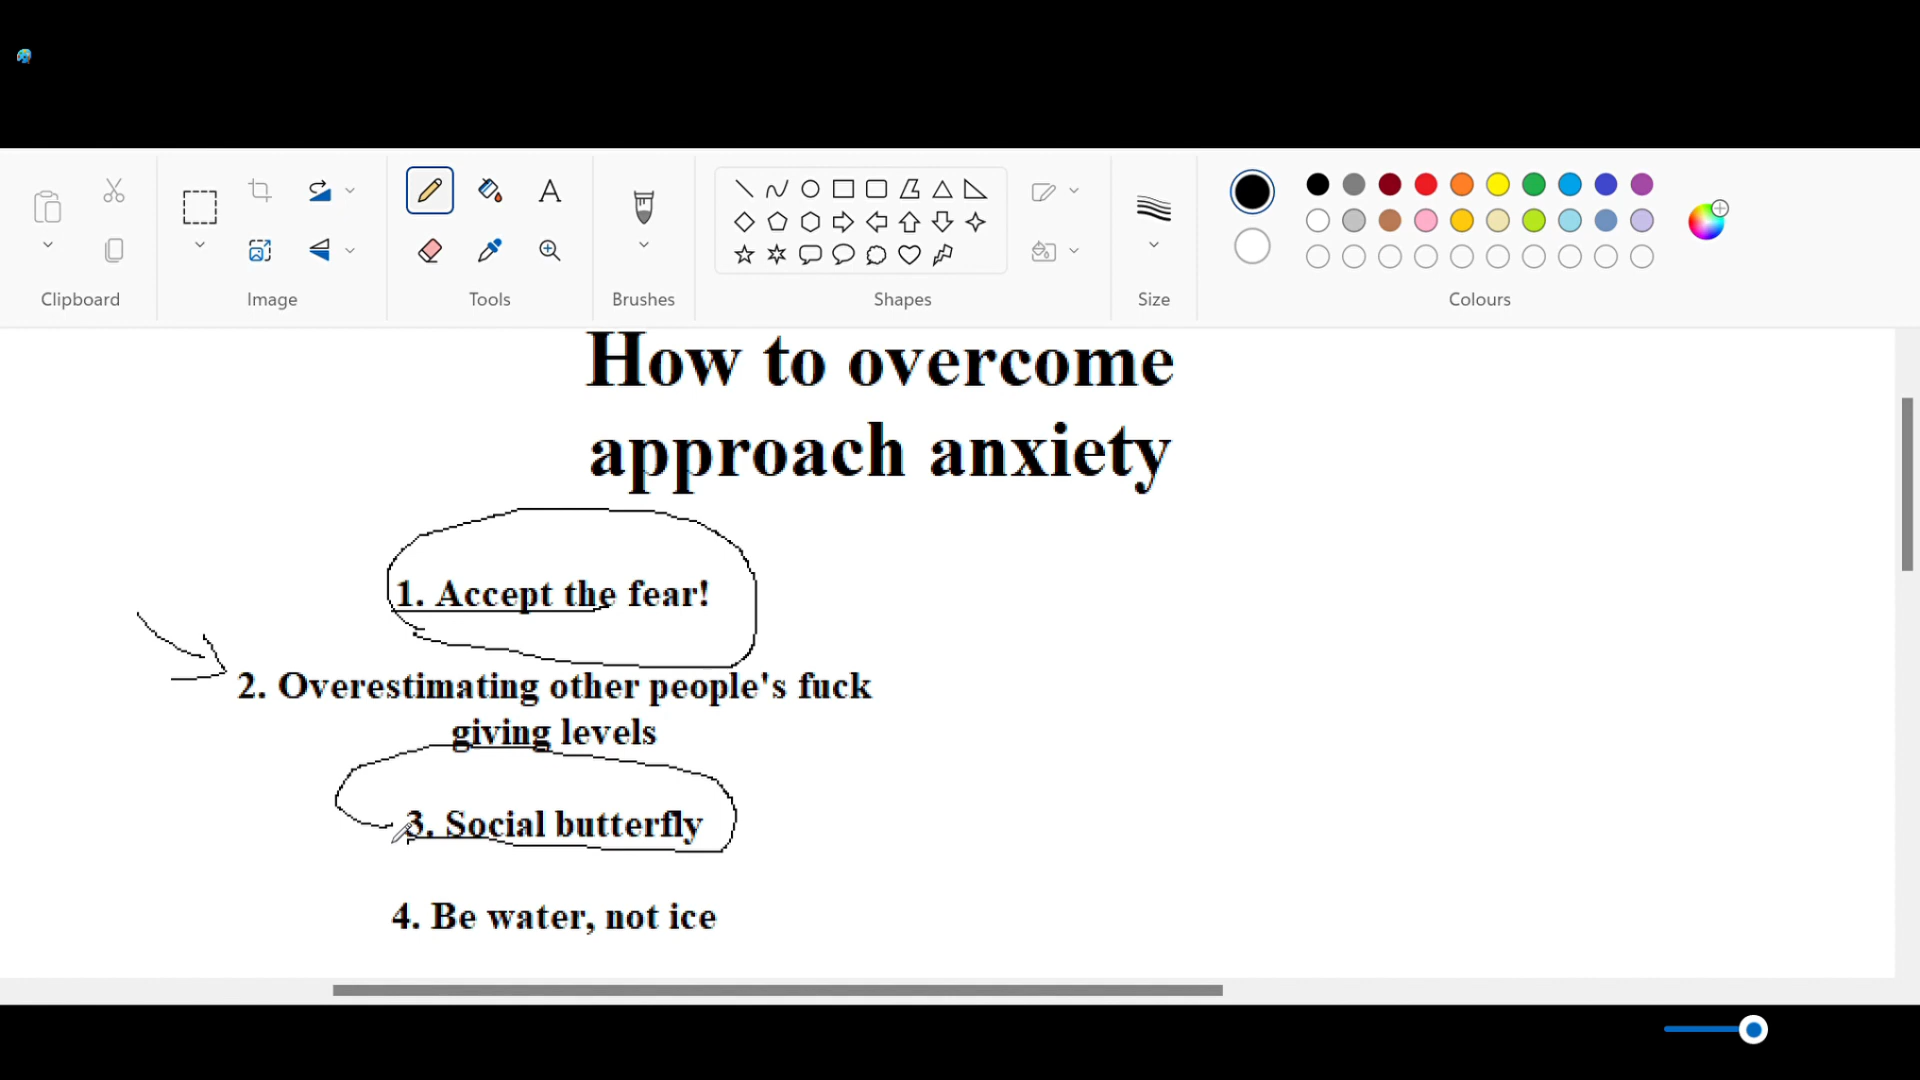 Clipboard
Image
Tools
Brushes
Shapes
Size
Colours
How to overcome
approach anxiety
1. Accept the fear!
2. Overestimating other people's fuck
giving levels
3. Social butterfly
4. Be water, not ice